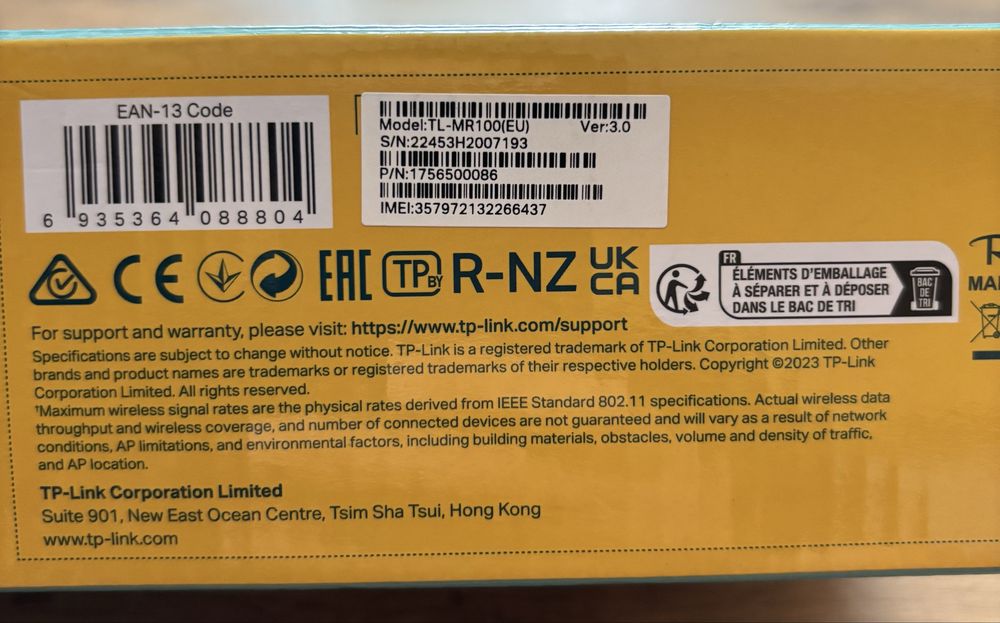 EAN-13 Code
6 935364 088804
Model:TL-MR100(EU) Ver:3.0
S/N:22453H2007193
P/N:1756500086
IMEI:357972132266437
CE EAC TP BY R-NZ UK CA
FR
ÉLÉMENTS D'EMBALLAGE
À SÉPARER ET À DÉPOSER
DANS LE BAC DE TRI
BAC
DE
TRI
For support and warranty, please visit: https://www.tp-link.com/support
Specifications are subject to change without notice. TP-Link is a registered trademark of TP-Link Corporation Limited. Other
brands and product names are trademarks or registered trademarks of their respective holders. Copyright ©2023 TP-Link
Corporation Limited. All rights reserved.
†Maximum wireless signal rates are the physical rates derived from IEEE Standard 802.11 specifications. Actual wireless data
throughput and wireless coverage, and number of connected devices are not guaranteed and will vary as a result of network
conditions, AP limitations, and environmental factors, including building materials, obstacles, volume and density of traffic,
and AP location.
TP-Link Corporation Limited
Suite 901, New East Ocean Centre, Tsim Sha Tsui, Hong Kong
www.tp-link.com